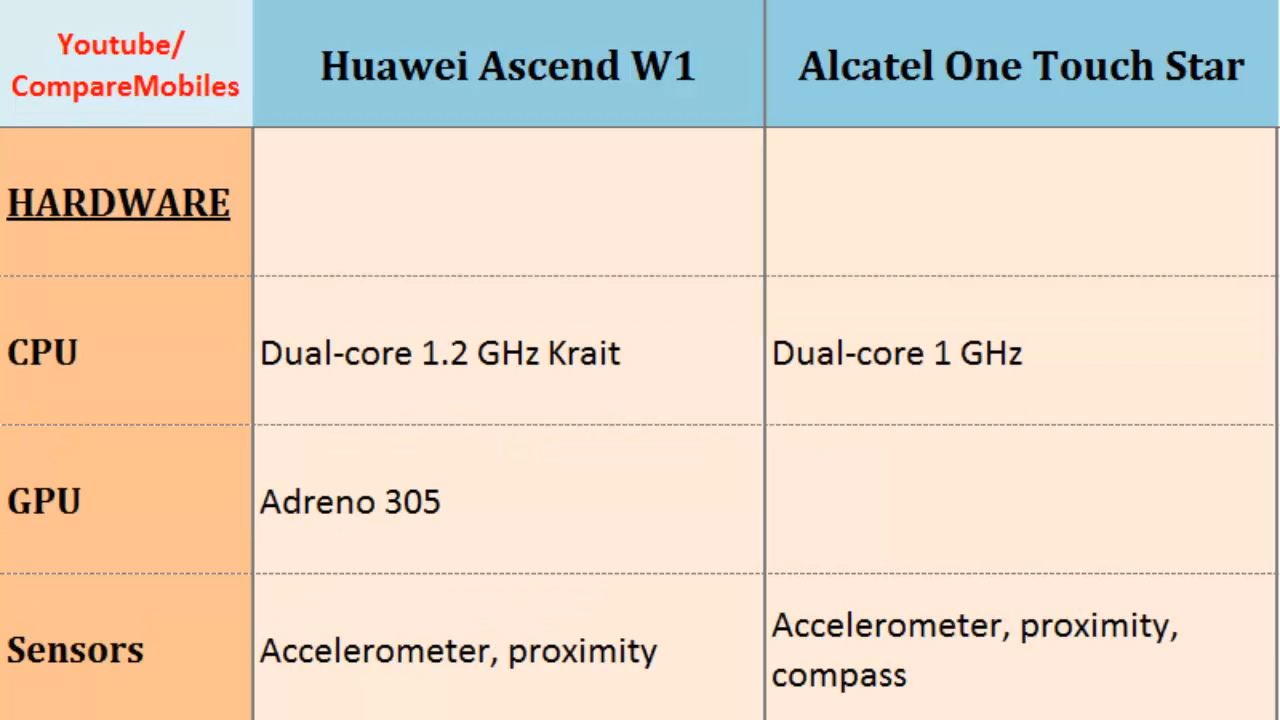 Youtube/
CompareMobiles
Huawei Ascend W1
Alcatel One Touch Star
HARDWARE
CPU
Dual-core 1.2 GHz Krait
Dual-core 1 GHz
GPU
Adreno 305
Sensors
Accelerometer, proximity
Accelerometer, proximity,
compass